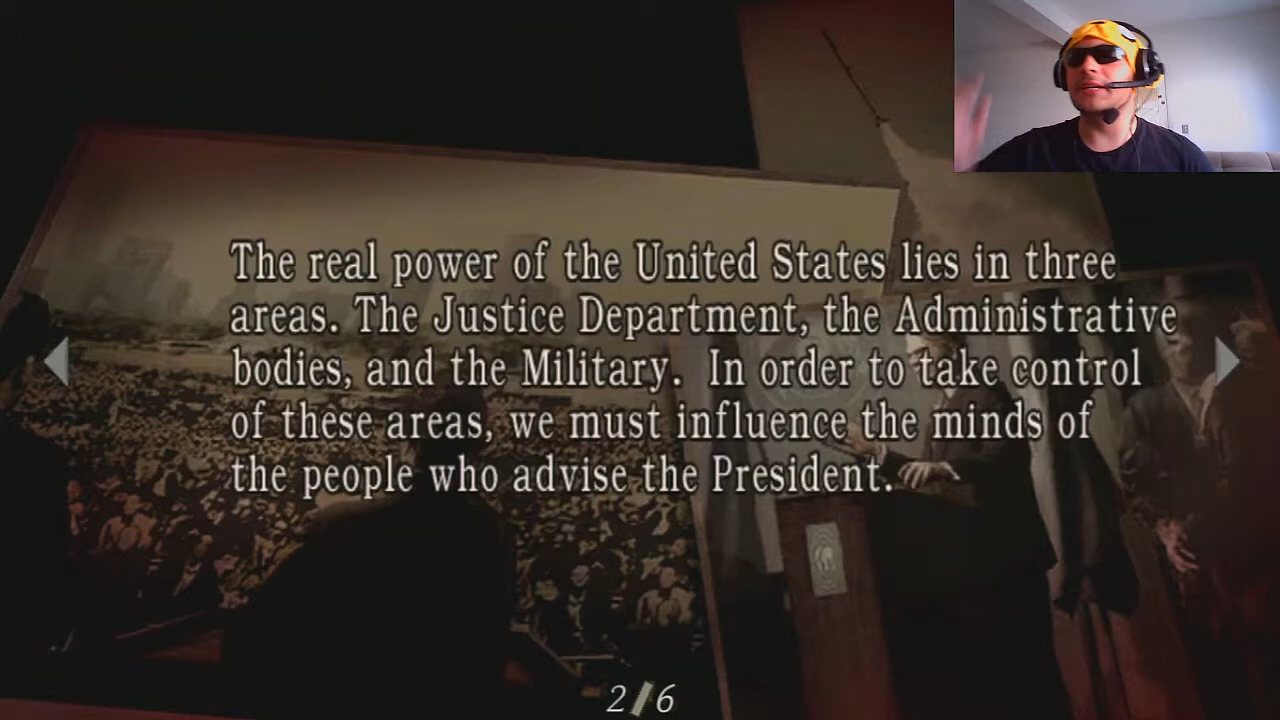 The real power of the United States lies in three
areas. The Justice Department, the Administrative
bodies, and the Military. In order to take control
of these areas, we must influence the minds of
the people who advise the President.
2/6